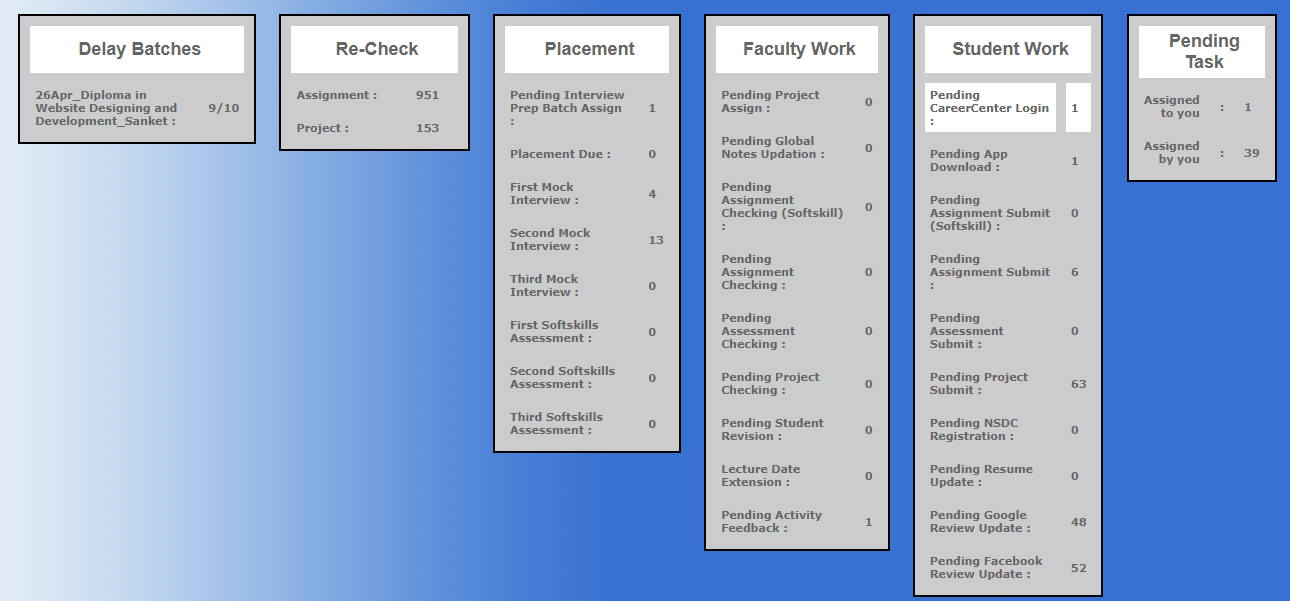 Delay Batches
26Apr_Diploma in
Website Designing and 9/10
Development_Sanket :
Re-Check
Assignment : 951
Project : 153
Placement
Pending Interview
Prep Batch Assign 1
:
Placement Due : 0
First Mock
Interview : 4
Second Mock
Interview : 13
Third Mock
Interview : 0
First Softskills
Assessment : 0
Second Softskills
Assessment : 0
Third Softskills
Assessment : 0
Faculty Work
Pending Project
Assign : 0
Pending Global
Notes Updation : 0
Pending
Assignment
Checking (Softskill) 0
:
Pending
Assignment 0
Checking :
Pending
Assessment 0
Checking :
Pending Project
Checking : 0
Pending Student
Revision : 0
Lecture Date
Extension : 0
Pending Activity
Feedback : 1
Student Work
Pending
CareerCenter Login 1
:
Pending App
Download : 1
Pending
Assignment Submit 0
(Softskill) :
Pending
Assignment Submit 6
:
Pending
Assessment 0
Submit :
Pending Project
Submit : 63
Pending NSDC
Registration : 0
Pending Resume
Update : 0
Pending Google
Review Update : 48
Pending Facebook
Review Update : 52
Pending
Task
Assigned
to you : 1
Assigned
by you : 39